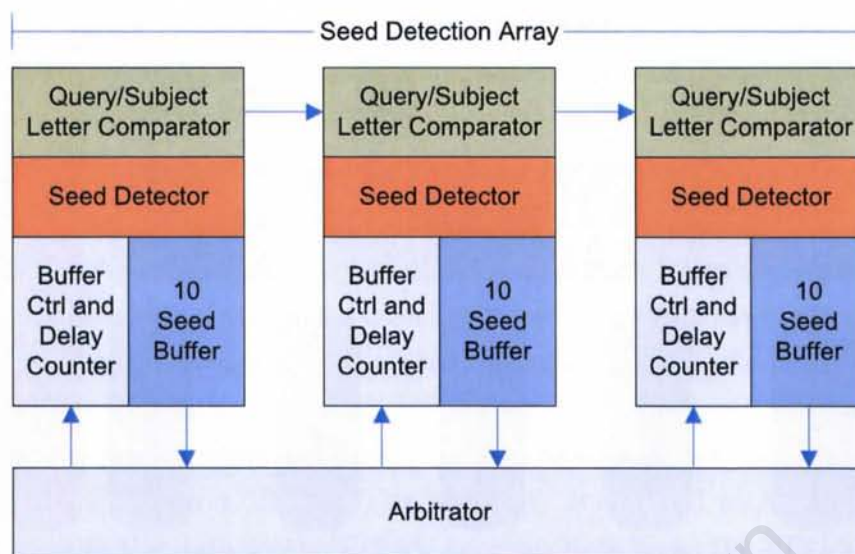 Seed Detection Array
Query/Subject
Letter Comparator
Query/Subject
Letter Comparator
Query/Subject
Letter Comparator
Seed Detector
Seed Detector
Seed Detector
Buffer
Ctrl and
Delay
Counter
10
Seed
Buffer
Buffer
Ctrl and
Delay
Counter
10
Seed
Buffer
Buffer
Ctrl and
Delay
Counter
10
Seed
Buffer
Arbitrator